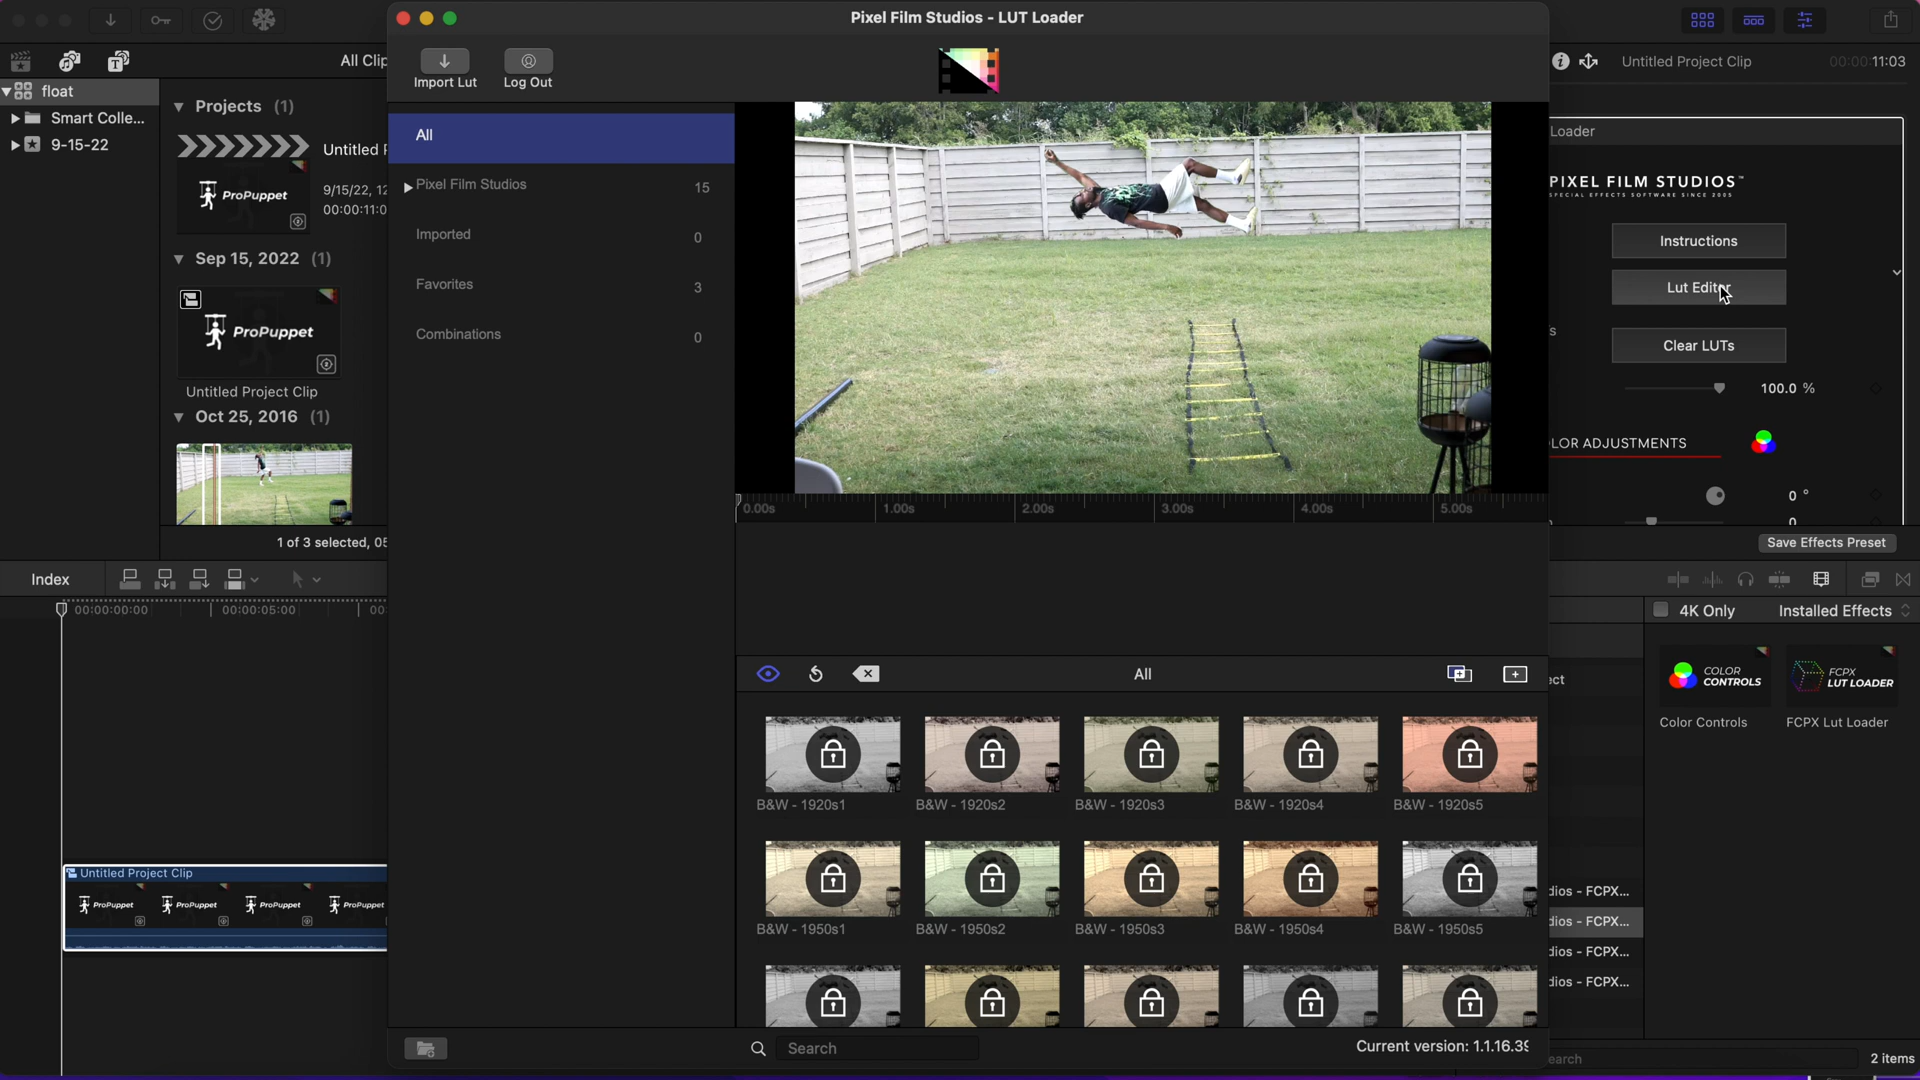 Pixel Film Studios - LUT Loader
Import Lut
Log Out
All Clip
Untitled Project Clip
00:00:11:03
float
Smart Colle...
9-15-22
Projects (1)
Untitled P
ProPuppet
9/15/22, 12
00:00:11:0
Sep 15, 2022 (1)
ProPuppet
Untitled Project Clip
Oct 25, 2016 (1)
1 of 3 selected, 05
All
Pixel Film Studios 15
Imported 0
Favorites 3
Combinations 0
Loader
PIXEL FILM STUDIOS™
SPECIAL EFFECTS SOFTWARE SINCE 2005
Instructions
Lut Editor
Clear LUTs
100.0 %
LOR ADJUSTMENTS
0 °
0
Save Effects Preset
0.00s 1.00s 2.00s 3.00s 4.00s 5.00s
Index
00:00:00:00 00:00:05:00 00:
4K Only
Installed Effects
All
COLOR CONTROLS
FCPX LUT LOADER
Color Controls
FCPX Lut Loader
ect
B&W - 1920s1 B&W - 1920s2 B&W - 1920s3 B&W - 1920s4 B&W - 1920s5
B&W - 1950s1 B&W - 1950s2 B&W - 1950s3 B&W - 1950s4 B&W - 1950s5
Untitled Project Clip
ProPuppet ProPuppet ProPuppet ProPuppet
dios - FCPX...
dios - FCPX...
dios - FCPX...
dios - FCPX...
Search
Current version: 1.1.16.39
earch
2 items